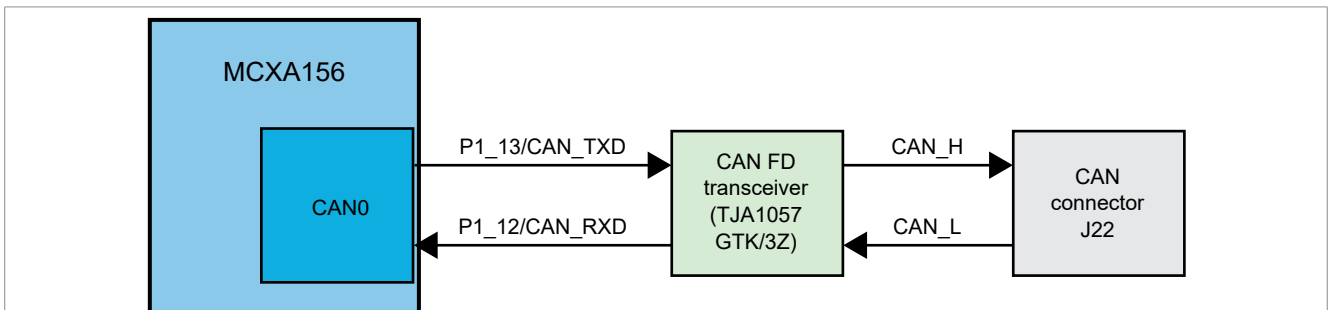 MCXA156
CAN0
P1_13/CAN_TXD
P1_12/CAN_RXD
CAN FD
transceiver
(TJA1057
GTK/3Z)
CAN_H
CAN_L
CAN
connector
J22